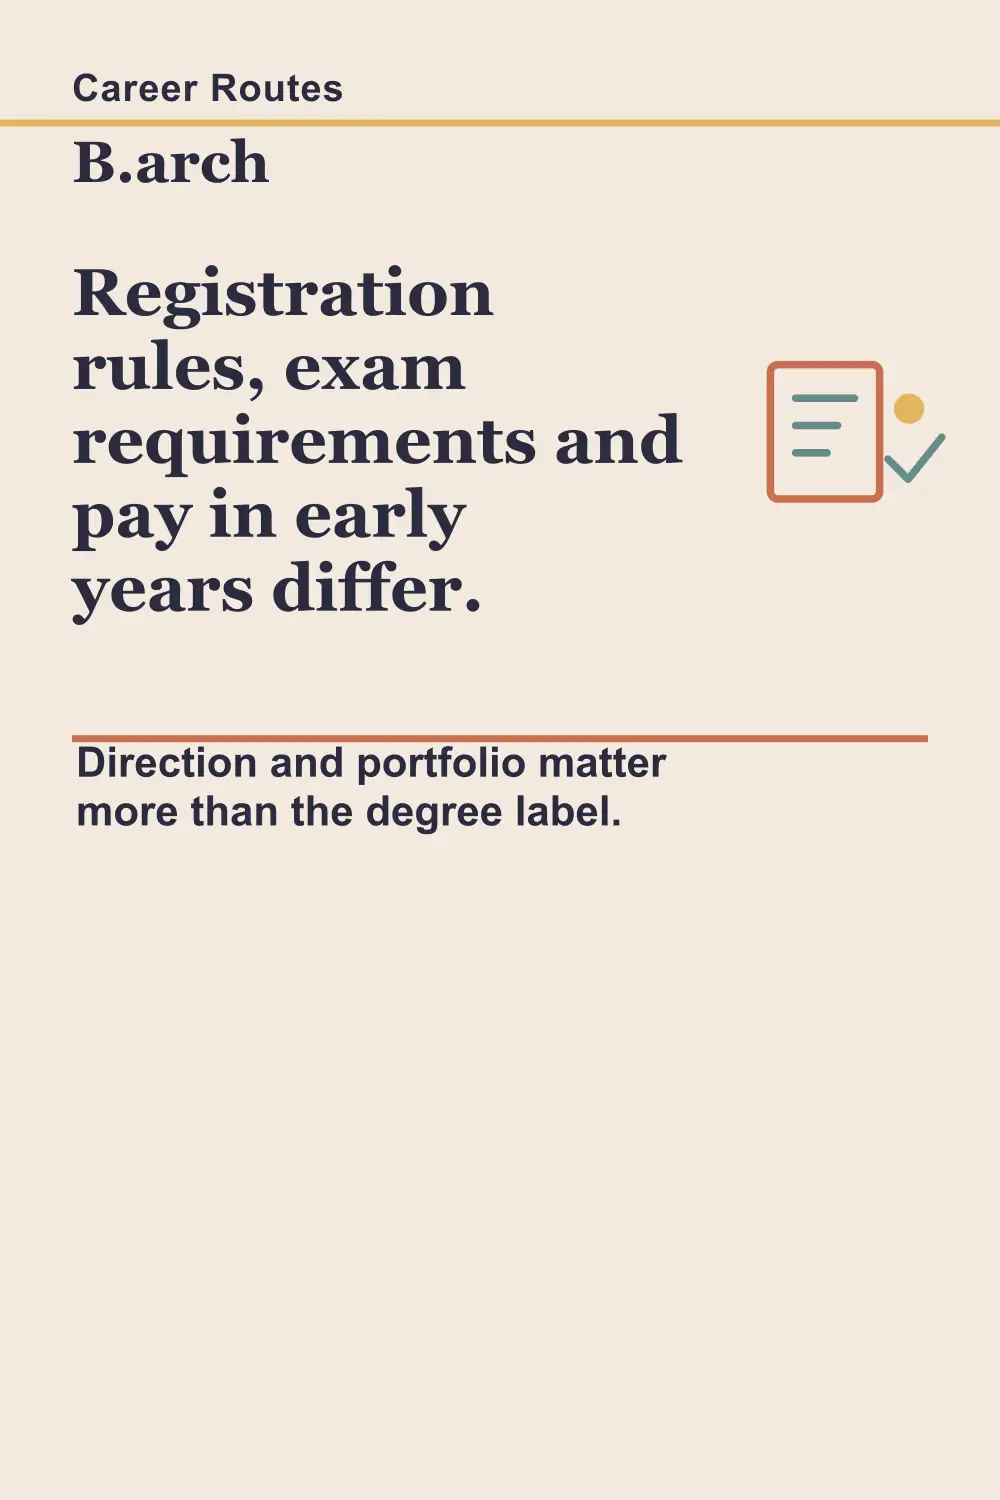 Career Routes
B.arch
Registration
rules, exam
requirements and
pay in early
years differ.
Direction and portfolio matter
more than the degree label.